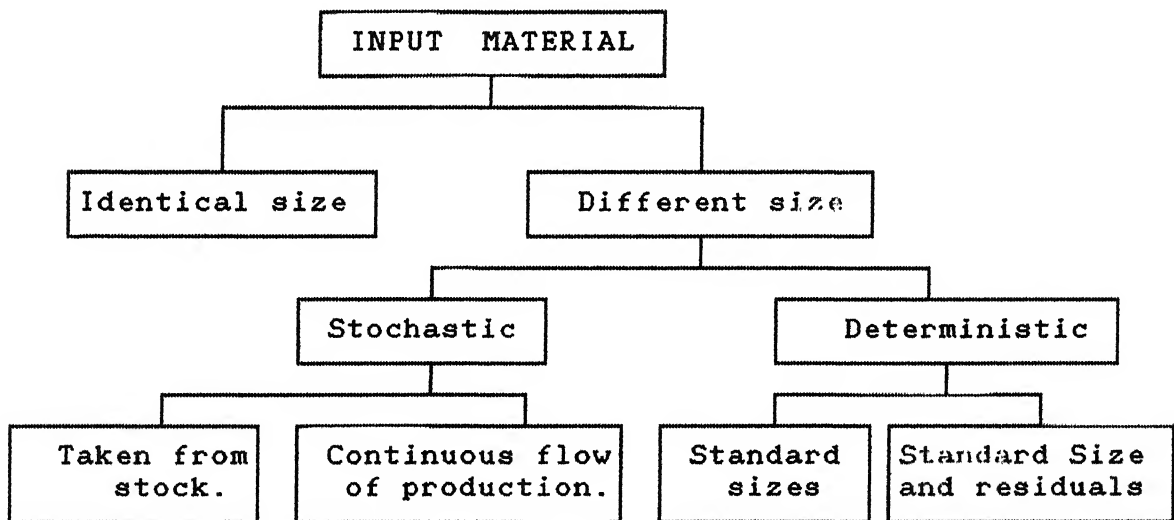 INPUT MATERIAL
Identical size
Different size
Stochastic
Deterministic
Taken from
stock.
Continuous flow
of production.
Standard
sizes
Standard Size
and residuals